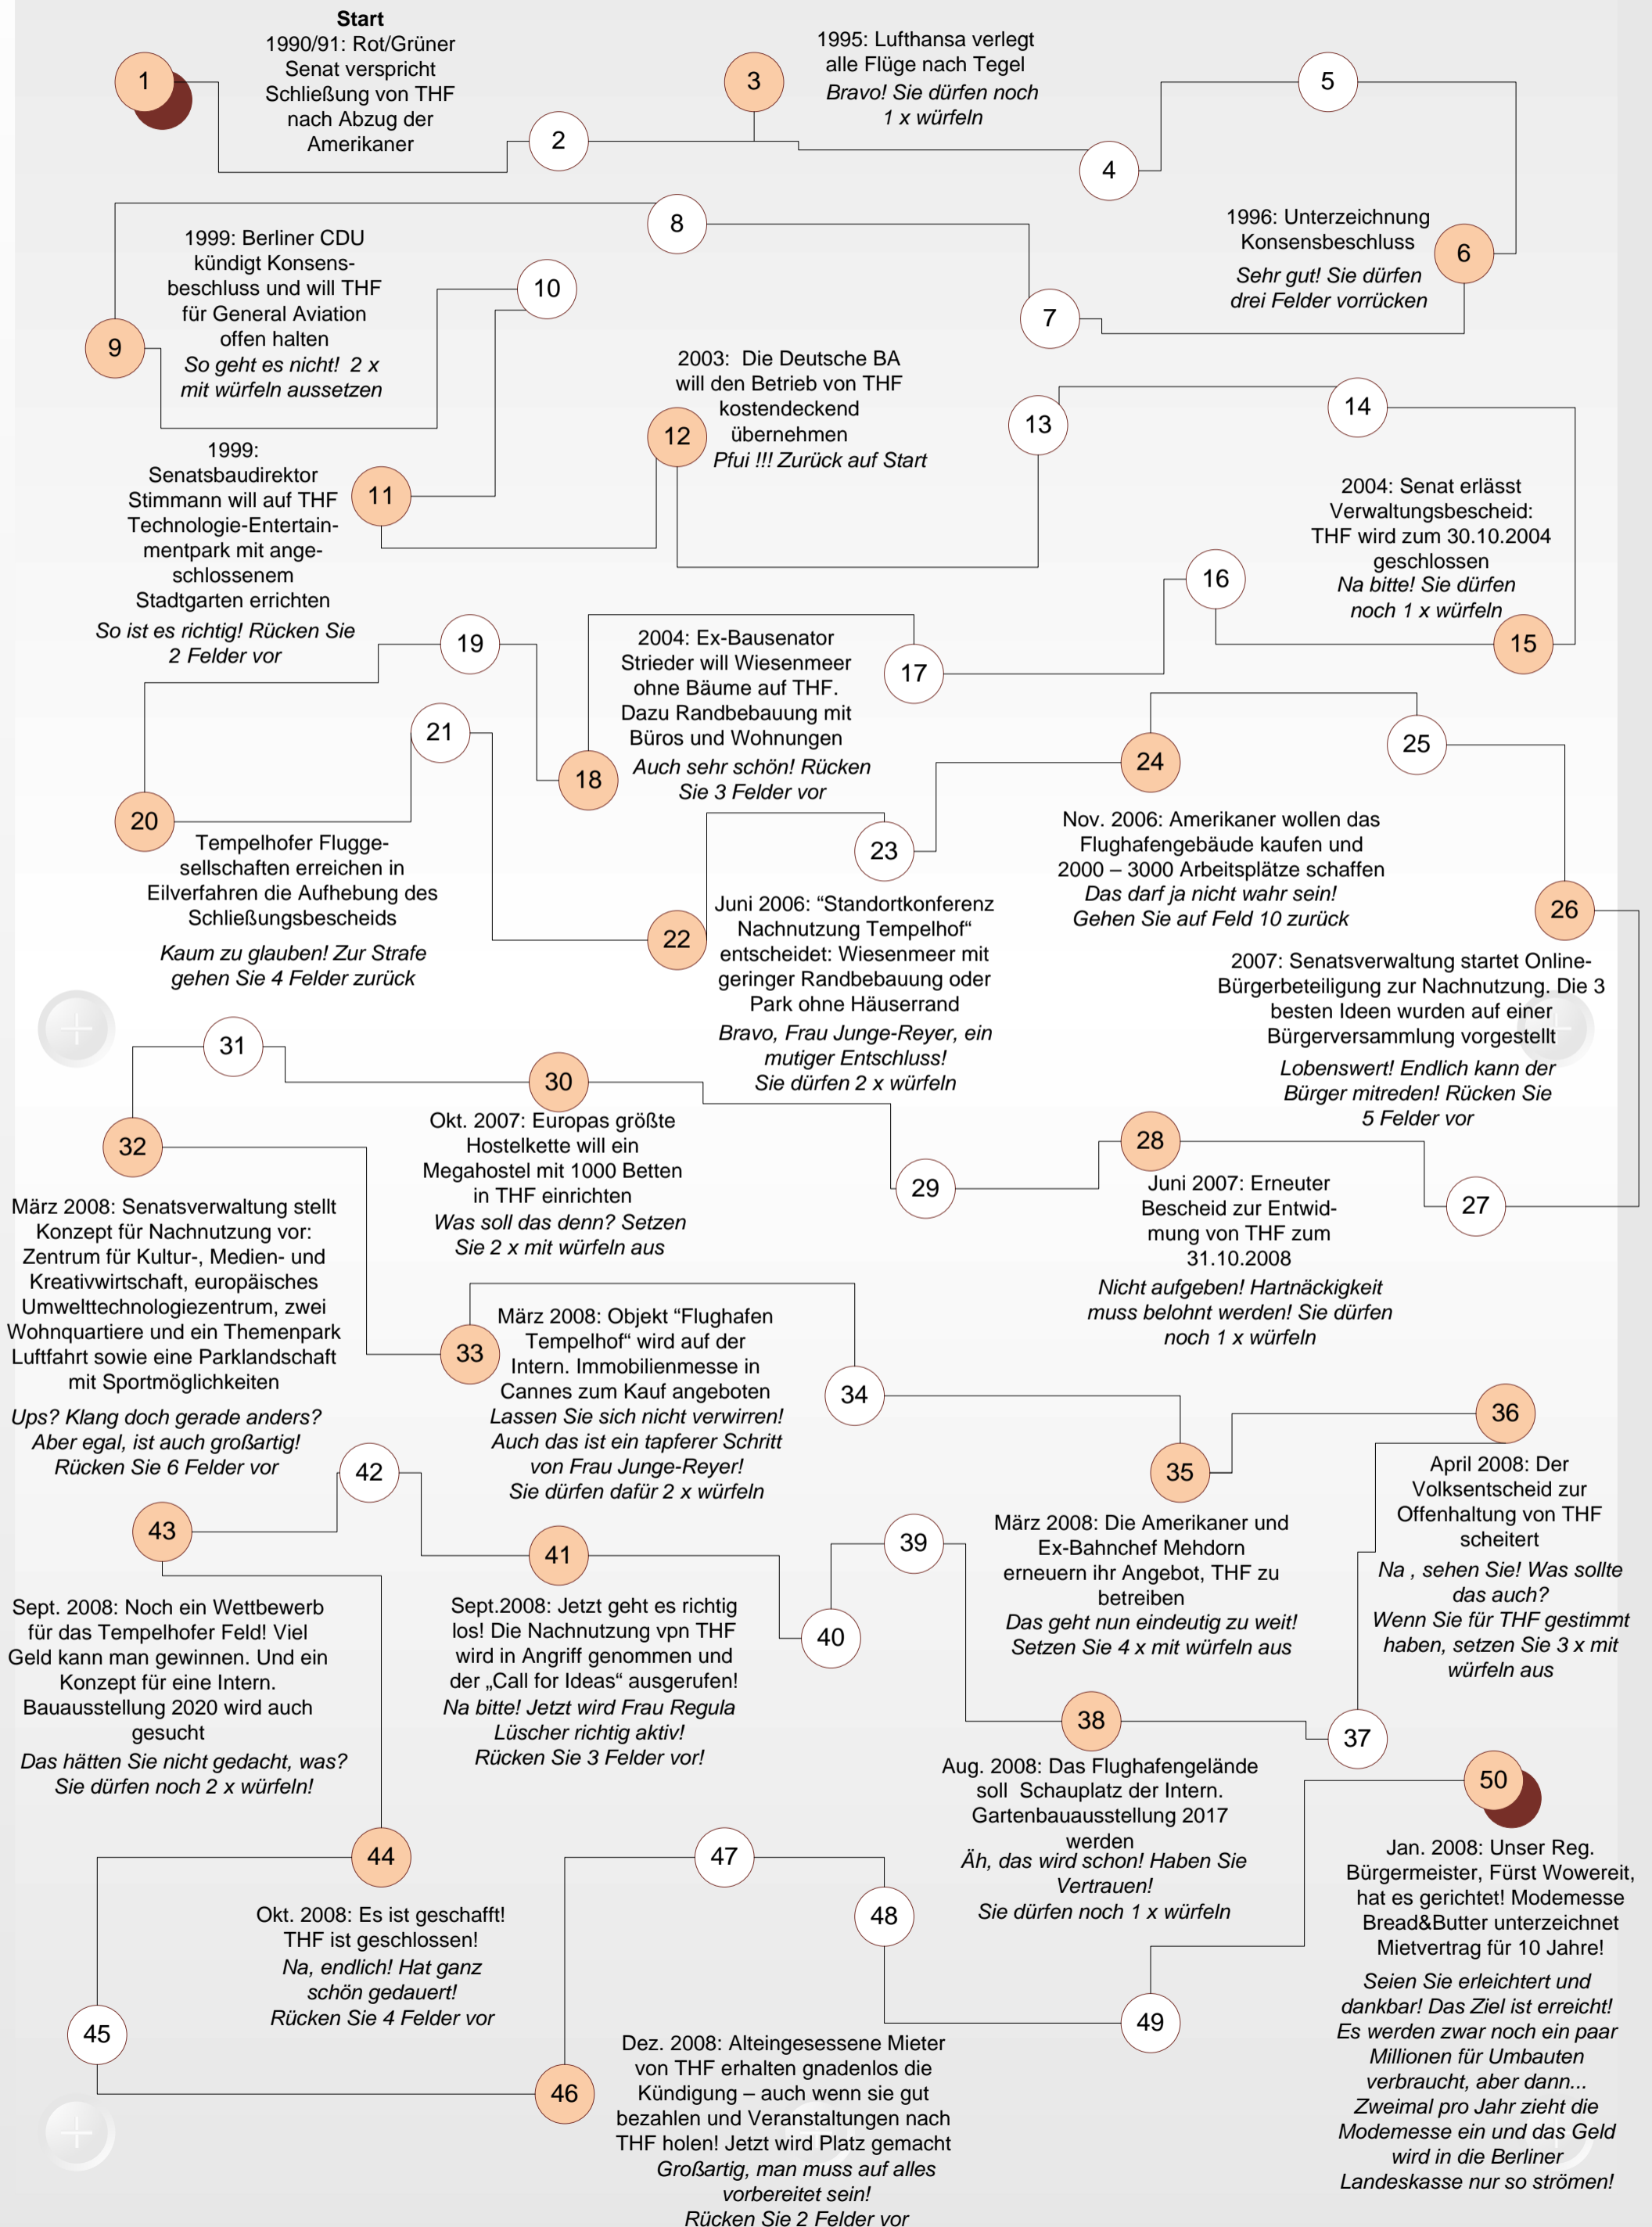 Start
1990/91: Rot/Grüner
Senat verspricht
Schließung von THF
nach Abzug der
Amerikaner
1
2
3
1995: Lufthansa verlegt
alle Flüge nach Tegel
Bravo! Sie dürfen noch
1 x würfeln
4
5
1996: Unterzeichnung
Konsensbeschluss
Sehr gut! Sie dürfen
drei Felder vorrücken
6
7
8
9
1999: Berliner CDU
kündigt Konsens-
beschluss und will THF
für General Aviation
offen halten
So geht es nicht! 2 x
mit würfeln aussetzen
10
11
1999:
Senatsbaudirektor
Stimmann will auf THF
Technologie-Entertain-
mentpark mit ange-
schlossenem
Stadtgarten errichten
So ist es richtig! Rücken Sie
2 Felder vor
12
2003: Die Deutsche BA
will den Betrieb von THF
kostendeckend
übernehmen
Pfui !!! Zurück auf Start
13
14
15
2004: Senat erlässt
Verwaltungsbescheid:
THF wird zum 30.10.2004
geschlossen
Na bitte! Sie dürfen
noch 1 x würfeln
16
17
18
2004: Ex-Bausenator
Strieder will Wiesenmeer
ohne Bäume auf THF.
Dazu Randbebauung mit
Büros und Wohnungen
Auch sehr schön! Rücken
Sie 3 Felder vor
19
20
Tempelhofer Flugge-
sellschaften erreichen in
Eilverfahren die Aufhebung des
Schließungsbescheids
Kaum zu glauben! Zur Strafe
gehen Sie 4 Felder zurück
21
22
Juni 2006: “Standortkonferenz
Nachnutzung Tempelhof“
entscheidet: Wiesenmeer mit
geringer Randbebauung oder
Park ohne Häuserrand
Bravo, Frau Junge-Reyer, ein
mutiger Entschluss!
Sie dürfen 2 x würfeln
23
24
Nov. 2006: Amerikaner wollen das
Flughafengebäude kaufen und
2000 – 3000 Arbeitsplätze schaffen
Das darf ja nicht wahr sein!
Gehen Sie auf Feld 10 zurück
25
26
2007: Senatsverwaltung startet Online-
Bürgerbeteiligung zur Nachnutzung. Die 3
besten Ideen wurden auf einer
Bürgerversammlung vorgestellt
Lobenswert! Endlich kann der
Bürger mitreden! Rücken Sie
5 Felder vor
27
28
Juni 2007: Erneuter
Bescheid zur Entwid-
mung von THF zum
31.10.2008
Nicht aufgeben! Hartnäckigkeit
muss belohnt werden! Sie dürfen
noch 1 x würfeln
29
30
Okt. 2007: Europas größte
Hostelkette will ein
Megahostel mit 1000 Betten
in THF einrichten
Was soll das denn? Setzen
Sie 2 x mit würfeln aus
31
32
März 2008: Senatsverwaltung stellt
Konzept für Nachnutzung vor:
Zentrum für Kultur-, Medien- und
Kreativwirtschaft, europäisches
Umwelttechnologiezentrum, zwei
Wohnquartiere und ein Themenpark
Luftfahrt sowie eine Parklandschaft
mit Sportmöglichkeiten
Ups? Klang doch gerade anders?
Aber egal, ist auch großartig!
Rücken Sie 6 Felder vor
33
März 2008: Objekt “Flughafen
Tempelhof“ wird auf der
Intern. Immobilienmesse in
Cannes zum Kauf angeboten
Lassen Sie sich nicht verwirren!
Auch das ist ein tapferer Schritt
von Frau Junge-Reyer!
Sie dürfen dafür 2 x würfeln
34
35
März 2008: Die Amerikaner und
Ex-Bahnchef Mehdorn
erneuern ihr Angebot, THF zu
betreiben
Das geht nun eindeutig zu weit!
Setzen Sie 4 x mit würfeln aus
36
April 2008: Der
Volksentscheid zur
Offenhaltung von THF
scheitert
Na , sehen Sie! Was sollte
das auch?
Wenn Sie für THF gestimmt
haben, setzen Sie 3 x mit
würfeln aus
37
38
Aug. 2008: Das Flughafengelände
soll Schauplatz der Intern.
Gartenbauausstellung 2017
werden
Äh, das wird schon! Haben Sie
Vertrauen!
Sie dürfen noch 1 x würfeln
39
40
41
Sept.2008: Jetzt geht es richtig
los! Die Nachnutzung vpn THF
wird in Angriff genommen und
der „Call for Ideas“ ausgerufen!
Na bitte! Jetzt wird Frau Regula
Lüscher richtig aktiv!
Rücken Sie 3 Felder vor!
42
43
Sept. 2008: Noch ein Wettbewerb
für das Tempelhofer Feld! Viel
Geld kann man gewinnen. Und ein
Konzept für eine Intern.
Bauausstellung 2020 wird auch
gesucht
Das hätten Sie nicht gedacht, was?
Sie dürfen noch 2 x würfeln!
44
Okt. 2008: Es ist geschafft!
THF ist geschlossen!
Na, endlich! Hat ganz
schön gedauert!
Rücken Sie 4 Felder vor
45
46
Dez. 2008: Alteingesessene Mieter
von THF erhalten gnadenlos die
Kündigung – auch wenn sie gut
bezahlen und Veranstaltungen nach
THF holen! Jetzt wird Platz gemacht
Großartig, man muss auf alles
vorbereitet sein!
Rücken Sie 2 Felder vor
47
48
49
50
Jan. 2008: Unser Reg.
Bürgermeister, Fürst Wowereit,
hat es gerichtet! Modemesse
Bread&Butter unterzeichnet
Mietvertrag für 10 Jahre!
Seien Sie erleichtert und
dankbar! Das Ziel ist erreicht!
Es werden zwar noch ein paar
Millionen für Umbauten
verbraucht, aber dann...
Zweimal pro Jahr zieht die
Modemesse ein und das Geld
wird in die Berliner
Landeskasse nur so strömen!